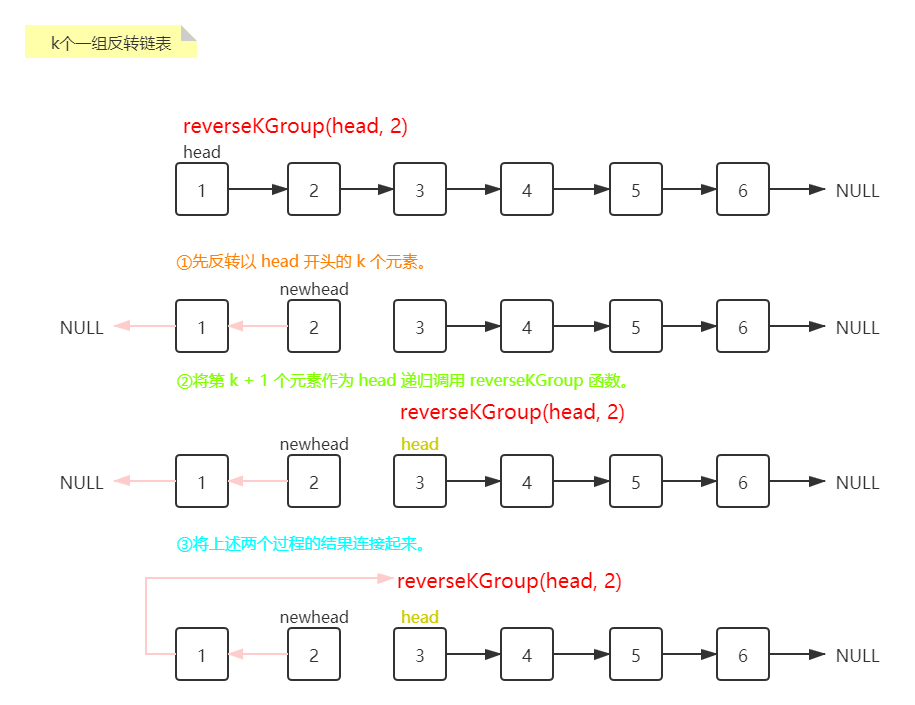 k个一组反转链表
reverseKGroup(head, 2)
head
1 2 3 4 5 6 NULL
①先反转以 head 开头的 k 个元素。
newhead
NULL 1 2 3 4 5 6 NULL
②将第 k + 1 个元素作为 head 递归调用 reverseKGroup 函数。
reverseKGroup(head, 2)
newhead head
NULL 1 2 3 4 5 6 NULL
③将上述两个过程的结果连接起来。
reverseKGroup(head, 2)
newhead head
1 2 3 4 5 6 NULL